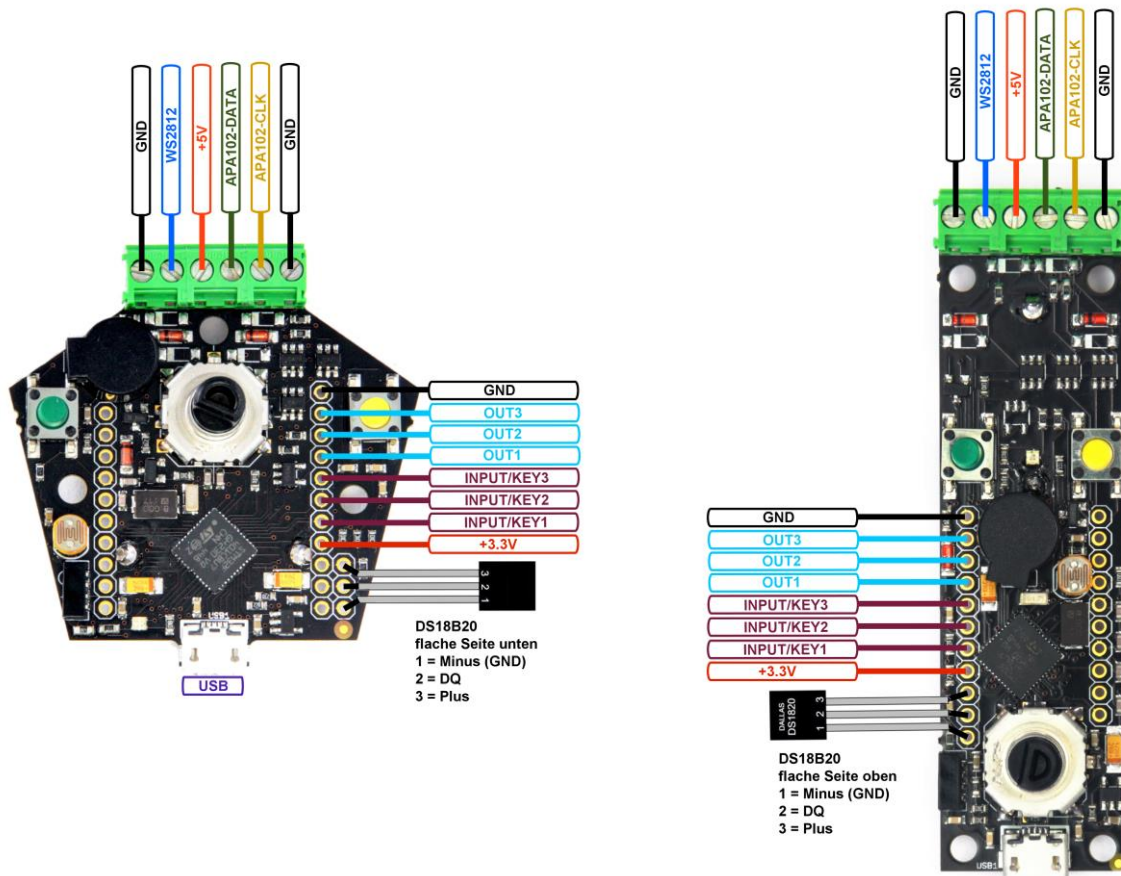 GND
WS2812
+5V
APA102-DATA
APA102-CLK
GND
GND
OUT3
OUT2
OUT1
INPUT/KEY3
INPUT/KEY2
INPUT/KEY1
+3.3V
3
2
1
DS18B20
flache Seite unten
1 = Minus (GND)
2 = DQ
3 = Plus
USB1
USB
GND
WS2812
+5V
APA102-DATA
APA102-CLK
GND
GND
OUT3
OUT2
OUT1
INPUT/KEY3
INPUT/KEY2
INPUT/KEY1
+3.3V
DALLAS
DS1820
3
2
1
DS18B20
flache Seite oben
1 = Minus (GND)
2 = DQ
3 = Plus
USB1